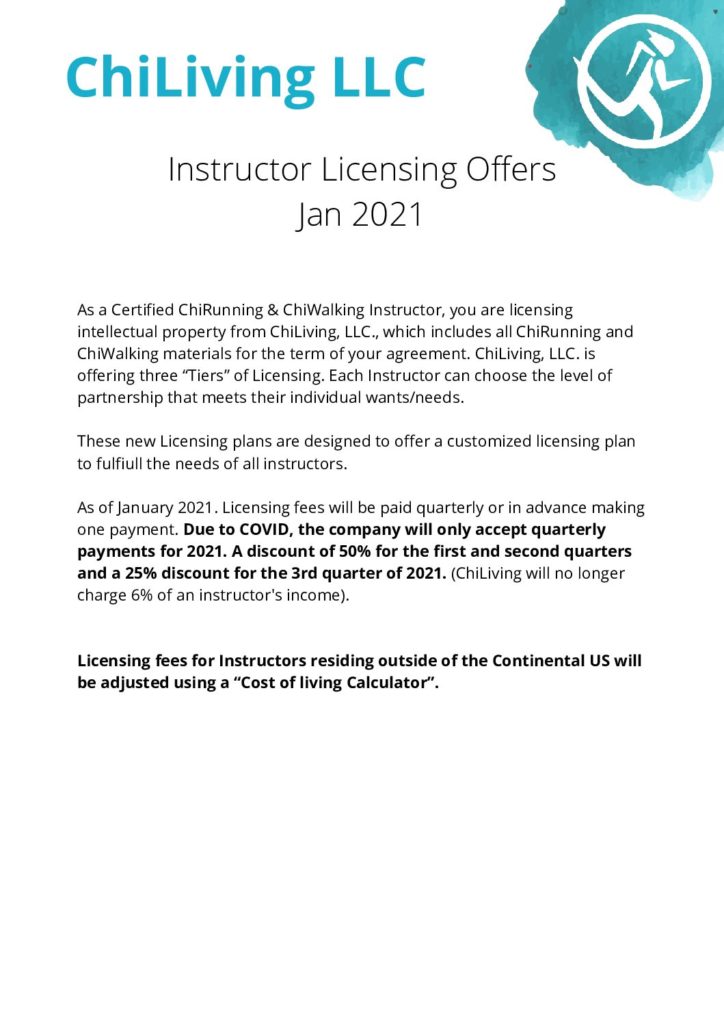 ChiLiving LLC
Instructor Licensing Offers
Jan 2021
As a Certified ChiRunning & ChiWalking Instructor, you are licensing
intellectual property from ChiLiving, LLC., which includes all ChiRunning and
ChiWalking materials for the term of your agreement. ChiLiving, LLC. is
offering three “Tiers” of Licensing. Each Instructor can choose the level of
partnership that meets their individual wants/needs.
These new Licensing plans are designed to offer a customized licensing plan
to fulfiull the needs of all instructors.
As of January 2021. Licensing fees will be paid quarterly or in advance making
one payment. Due to COVID, the company will only accept quarterly
payments for 2021. A discount of 50% for the first and second quarters
and a 25% discount for the 3rd quarter of 2021. (ChiLiving will no longer
charge 6% of an instructor's income).
Licensing fees for Instructors residing outside of the Continental US will
be adjusted using a “Cost of living Calculator”.